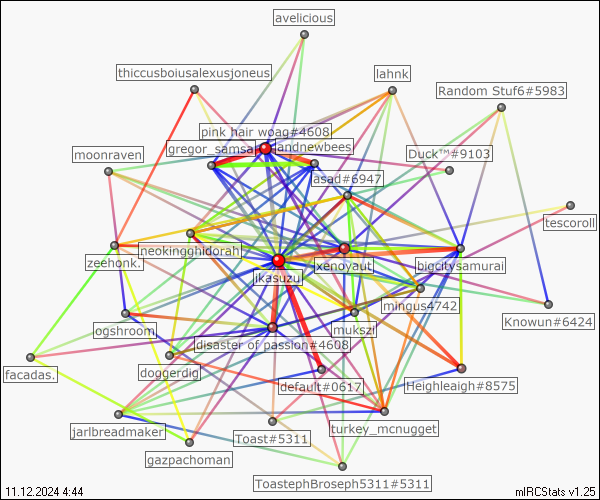 avelicious
thiccusboiusalexusjoneus
lahnk
Random Stuf6#5983
pink hair woag#4608
gregor_samsa
andnewbees
moonraven
Duck™#9103
asad#6947
tescoroll
neokingghidorah
zeehonk.
xenoyaut
bigcitysamurai
ikasuzu
mingus4742
Knowun#6424
ogshroom
mukszi
disaster of passion#4608
facadas.
doggerdig
default#0617
Heighleaigh#8575
jarlbreadmaker
turkey_mcnugget
Toast#5311
gazpachoman
ToastephBroseph5311#5311
11.12.2024 4:44
mIRCStats v1.25